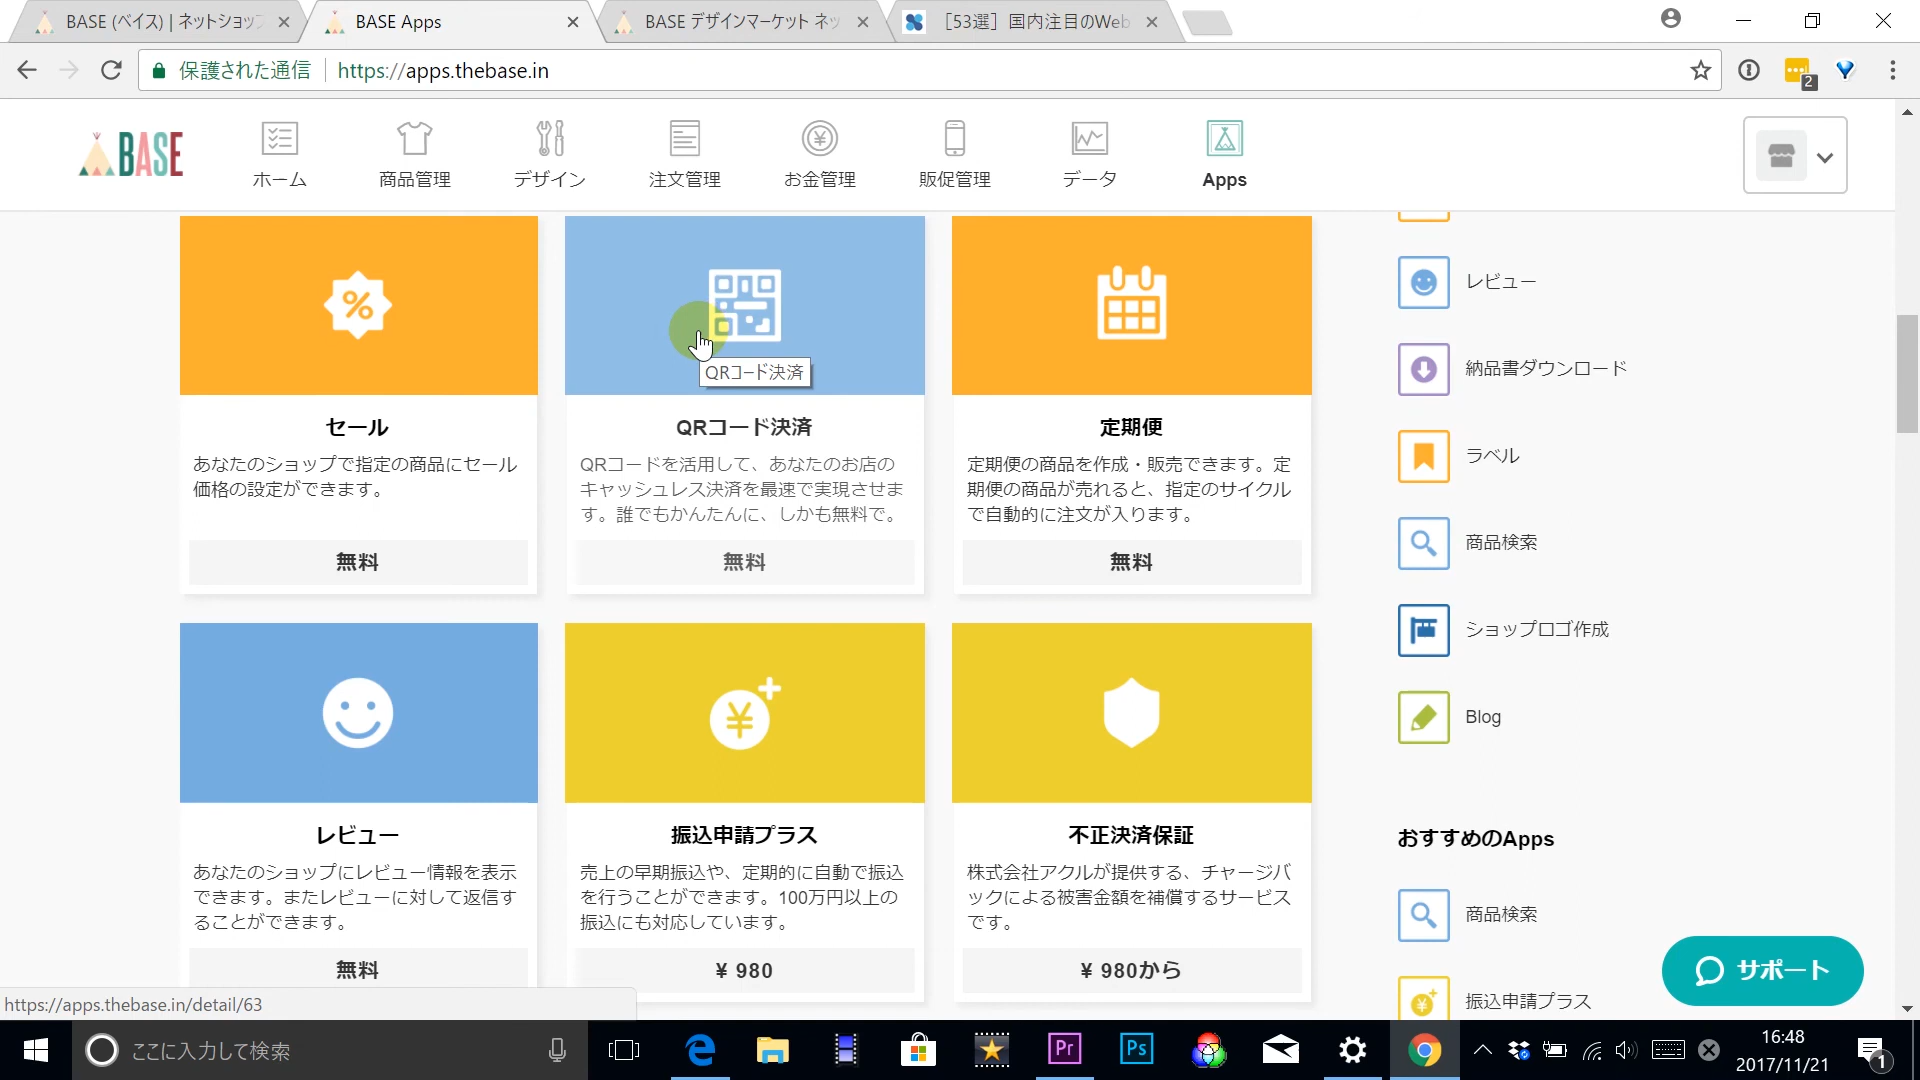 BASE (ベイス) | ネットショップ
BASE Apps
BASE デザインマーケット ネッ
［53選］国内注目のWeb
保護された通信
https://apps.thebase.in
2
BASE
ホーム
商品管理
デザイン
注文管理
お金管理
販促管理
データ
Apps
QRコード決済
セール
あなたのショップで指定の商品にセール
価格の設定ができます。
無料
QRコード決済
QRコードを活用して、あなたのお店の
キャッシュレス決済を最速で実現させま
す。誰でもかんたんに、しかも無料で。
無料
定期便
定期便の商品を作成・販売できます。定
期便の商品が売れると、指定のサイクル
で自動的に注文が入ります。
無料
レビュー
あなたのショップにレビュー情報を表示
できます。またレビューに対して返信す
ることができます。
無料
振込申請プラス
売上の早期振込や、定期的に自動で振込
を行うことができます。100万円以上の
振込にも対応しています。
¥ 980
不正決済保証
株式会社アクルが提供する、チャージバ
ックによる被害金額を補償するサービス
です。
¥ 980から
レビュー
納品書ダウンロード
ラベル
商品検索
ショップロゴ作成
Blog
おすすめのApps
商品検索
振込申請プラス
サポート
https://apps.thebase.in/detail/63
ここに入力して検索
Pr
Ps
16:48
2017/11/21
1